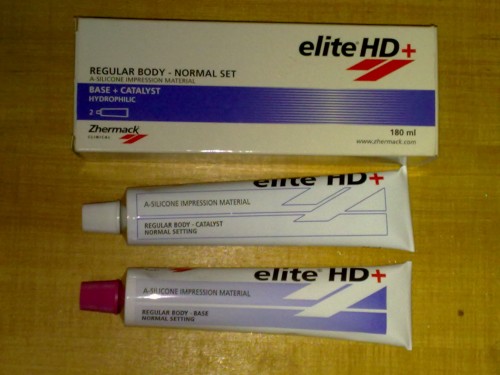 elite HD+
REGULAR BODY - NORMAL SET
A-SILICONE IMPRESSION MATERIAL
BASE + CATALYST
HYDROPHILIC
2
Zhermack
CLINICAL
180 ml
www.zhermack.com
elite HD+
A-SILICONE IMPRESSION MATERIAL
REGULAR BODY - CATALYST
NORMAL SETTING
elite HD+
A-SILICONE IMPRESSION MATERIAL
REGULAR BODY - BASE
NORMAL SETTING